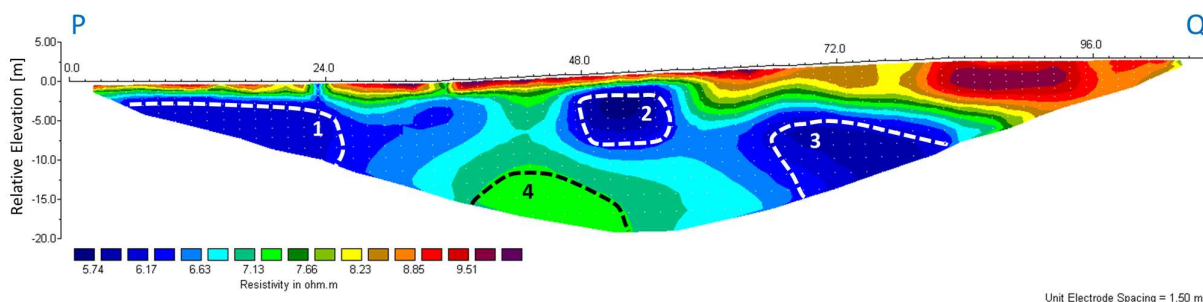 P Q
5.00
0.0 24.0 48.0 72.0 96.0
0.0
-5.00
-10.0
-15.0
-20.0
Relative Elevation [m]
1
2
3
4
5.74 6.17 6.63 7.13 7.66 8.23 8.85 9.51
Resistivity in ohm.m
Unit Electrode Spacing = 1.50 m